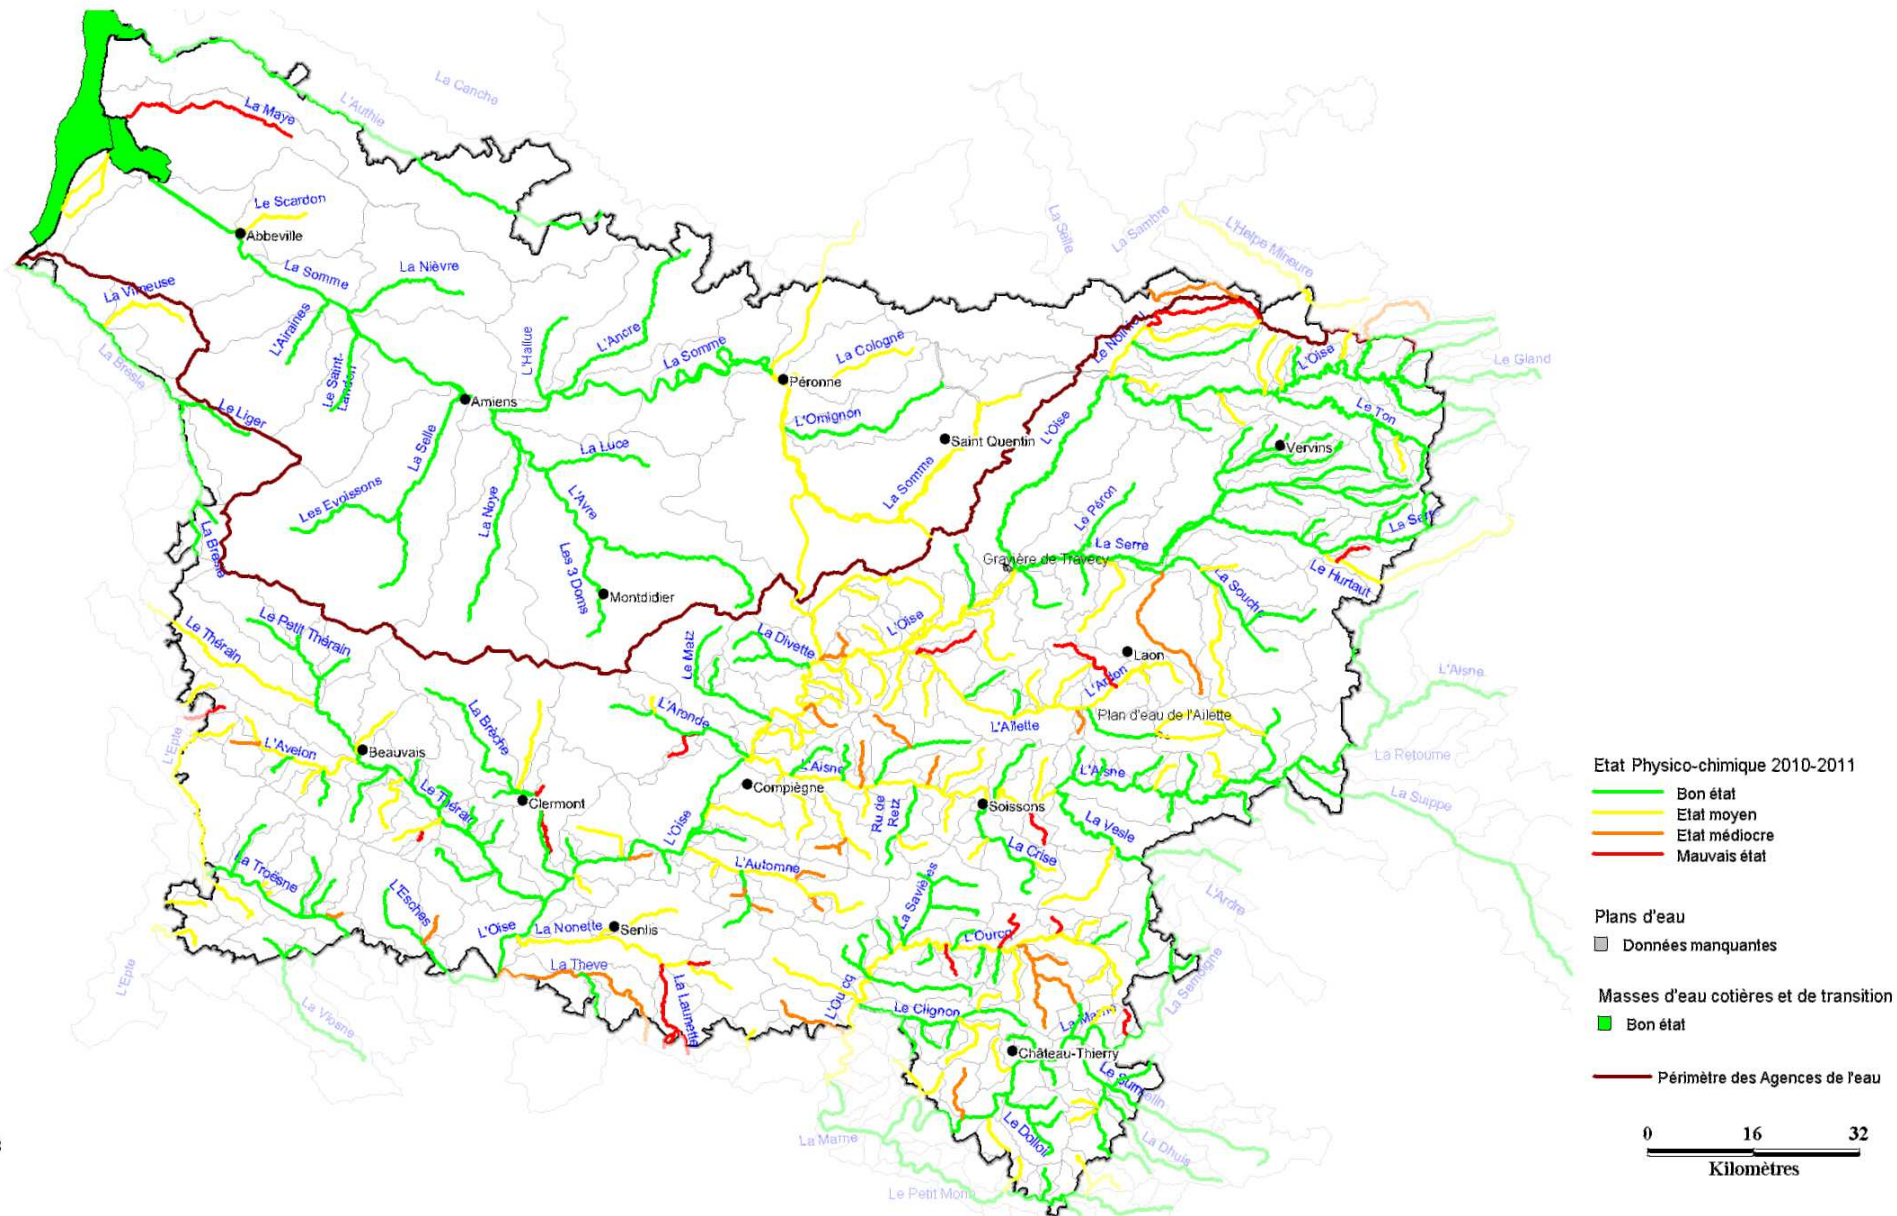 La Canche
L'Authie
La Maye
Le Scardon
Abbeville
La Somme
La Nièvre
La Vimeuse
L'Airaines
Le Saint-
Landon
La Bresle
Le Liger
Amiens
L'Hallue
L'Ancre
La Somme
Péronne
La Cologne
L'Omignon
Saint Quentin
La Selle
La Sambre
L'Helpe Mineure
Le Noirrieu
L'Oise
Le Gland
Le Ton
Vervins
L'Oise
La Selle
Les Evoissons
La Noye
La Luce
L'Avre
Les 3 Doms
Montdidier
La Somme
Le Péron
La Serre
La Serre
Gravière de Travecy
Le Hurtaut
La Souche
La Bresle
Le Thérain
Le Petit Thérain
Le Matz
La Divette
L'Oise
Laon
L'Ardon
L'Aisne
L'Epte
L'Avelon
Beauvais
La Brèche
L'Aronde
L'Ailette
Plan d'eau de l'Ailette
La Retourne
Le Thérain
Clermont
Compiègne
L'Aisne
Soissons
L'Aisne
La Suippe
L'Oise
Ru de
Retz
La Vesle
La Crise
La Troësne
L'Esches
L'Automne
La Savières
L'Ardre
L'Oise
La Nonette
Senlis
L'Ourcq
La Theve
La Launette
L'Ourcq
Le Clignon
La Marne
La Semoigne
L'Epte
La Viosne
Château-Thierry
Le Surmelin
Le Dolloir
La Marne
La Dhuis
Le Petit Morin
Etat Physico-chimique 2010-2011
Bon état
Etat moyen
Etat médiocre
Mauvais état
Plans d'eau
Données manquantes
Masses d'eau cotières et de transition
Bon état
Périmètre des Agences de l'eau
0 16 32
Kilomètres